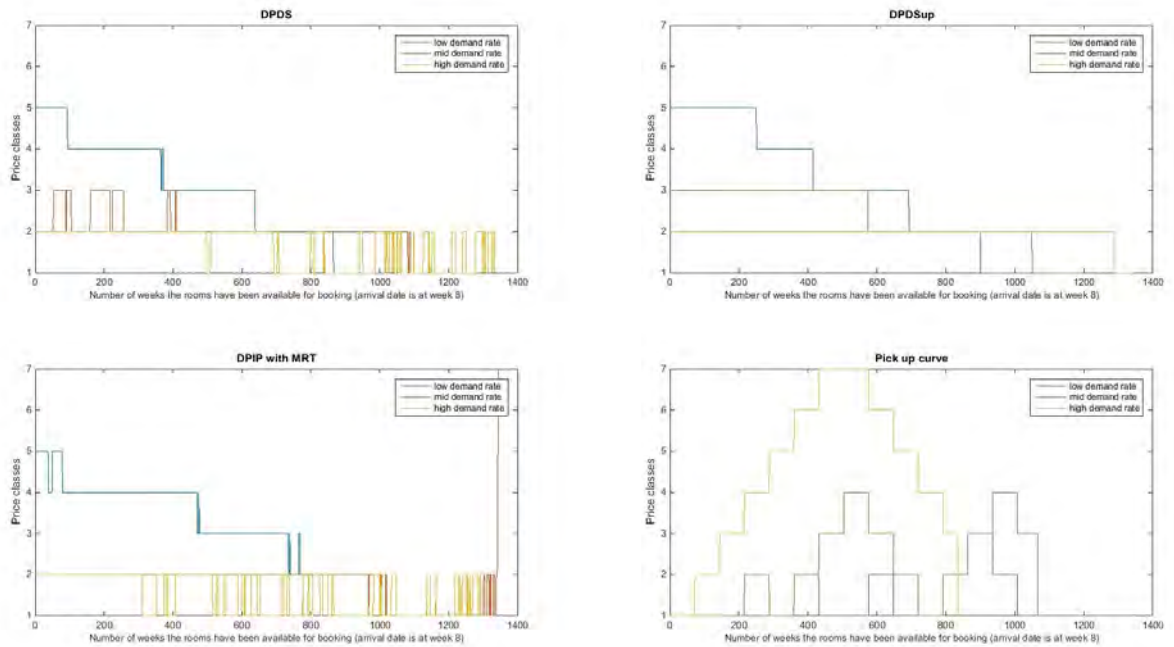 DPDS
7
6
5
4
3
2
1
Price classes
low demand rate
mid demand rate
high demand rate
0 200 400 600 800 1000 1200 1400
Number of weeks the rooms have been available for booking (arrival date is at week 8)
DPDSup
7
6
5
4
3
2
1
Price classes
low demand rate
mid demand rate
high demand rate
0 200 400 600 800 1000 1200 1400
Number of weeks the rooms have been available for booking (arrival date is at week 8)
DPIP with MRT
7
6
5
4
3
2
1
Price classes
low demand rate
mid demand rate
high demand rate
0 200 400 600 800 1000 1200 1400
Number of weeks the rooms have been available for booking (arrival date is at week 8)
Pick up curve
7
6
5
4
3
2
1
Price classes
low demand rate
mid demand rate
high demand rate
0 200 400 600 800 1000 1200 1400
Number of weeks the rooms have been available for booking (arrival date is at week 8)